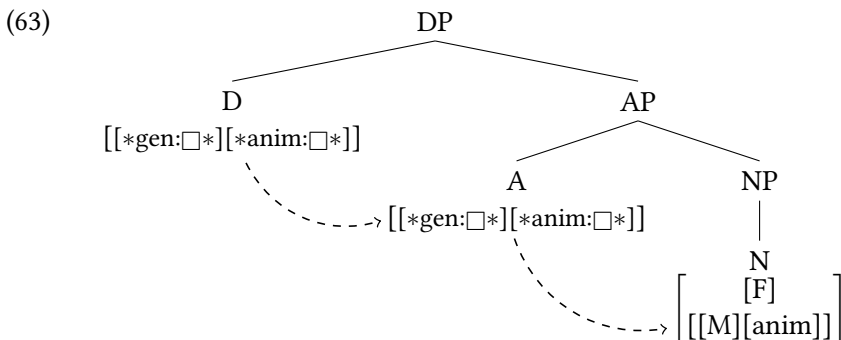 (63)
DP
D
AP
[[∗gen:□∗][∗anim:□∗]]
A
NP
[[∗gen:□∗][∗anim:□∗]]
N
[F]
[[M][anim]]